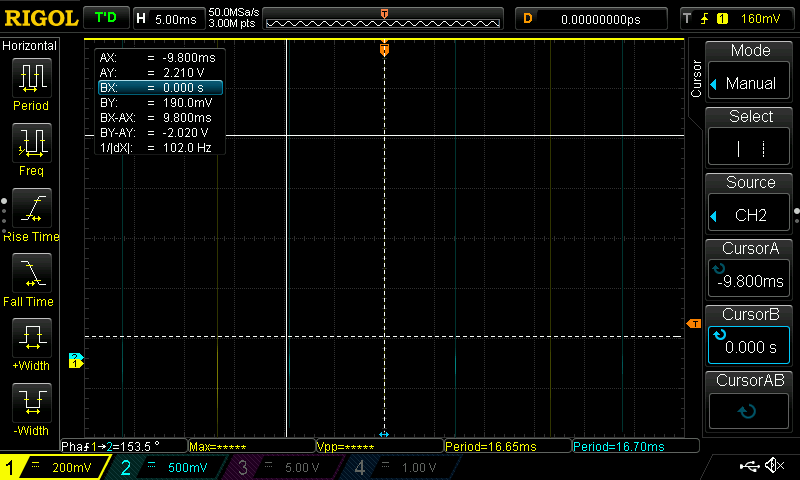 RIGOL T'D H 5.00ms 50.0MSa/s 3.00M pts T D 0.00000000ps T 1 160mV
Horizontal
Period
Freq
Rise Time
Fall Time
+Width
-Width
AX: = -9.800ms
AY: = 2.210 V
BX: = 0.000 s
BY: = 190.0mV
BX-AX: = 9.800ms
BY-AY: = -2.020 V
1/|dX|: = 102.0 Hz
T
T
2
1
Cursor
Mode
Manual
Select
Source
CH2
CursorA
-9.800ms
CursorB
0.000 s
CursorAB
Pha 1→2=153.5 ° Max=***** Vpp=***** Period=16.65ms Period=16.70ms
1 = 200mV 2 = 500mV 3 = 5.00 V 4 = 1.00 V